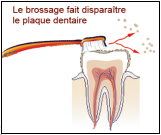 Le brossage fait disparaître
le plaque dentaire